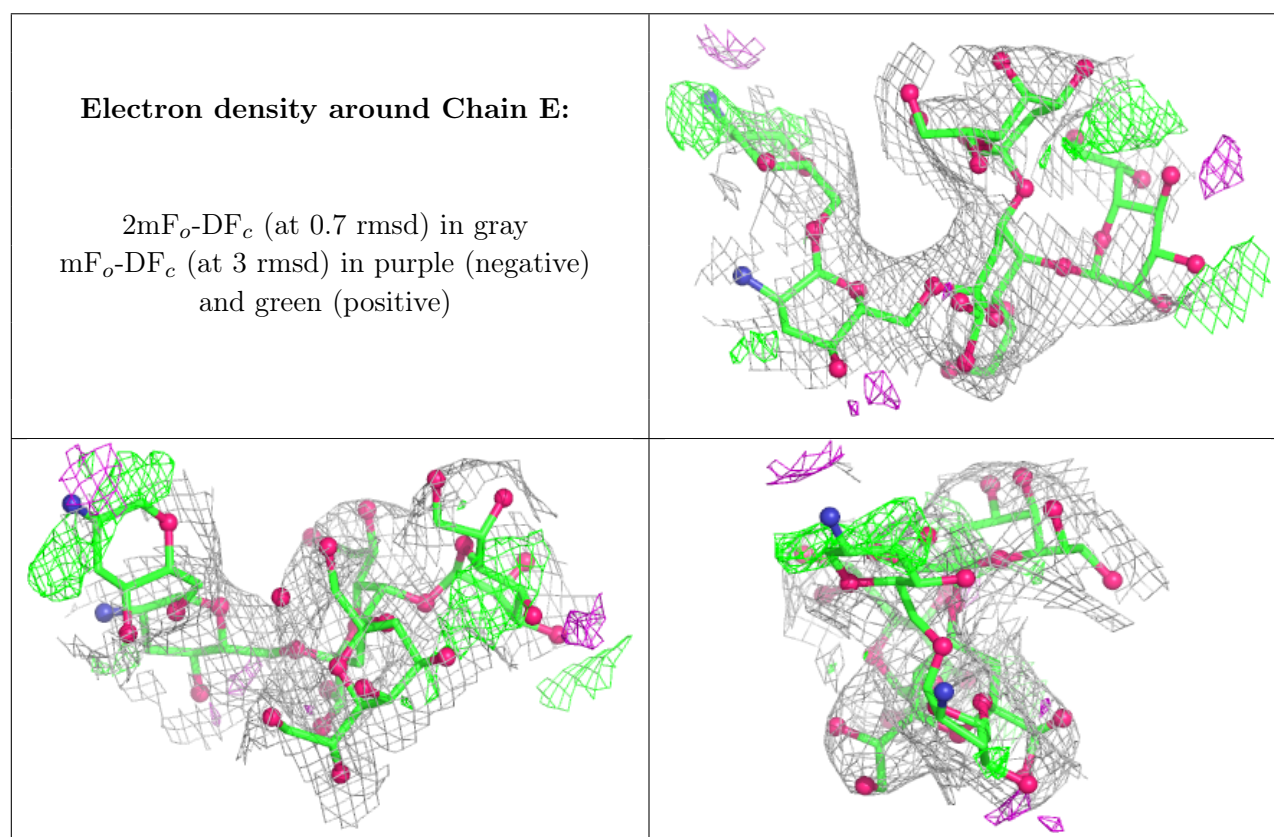 Electron density around Chain E:
2mFₒ-DF𝑐 (at 0.7 rmsd) in gray
mFₒ-DF𝑐 (at 3 rmsd) in purple (negative)
and green (positive)